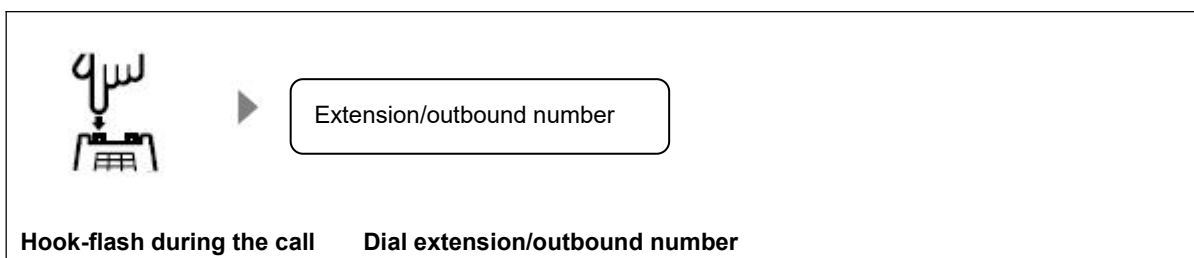 Extension/outbound number
Hook-flash during the call Dial extension/outbound number